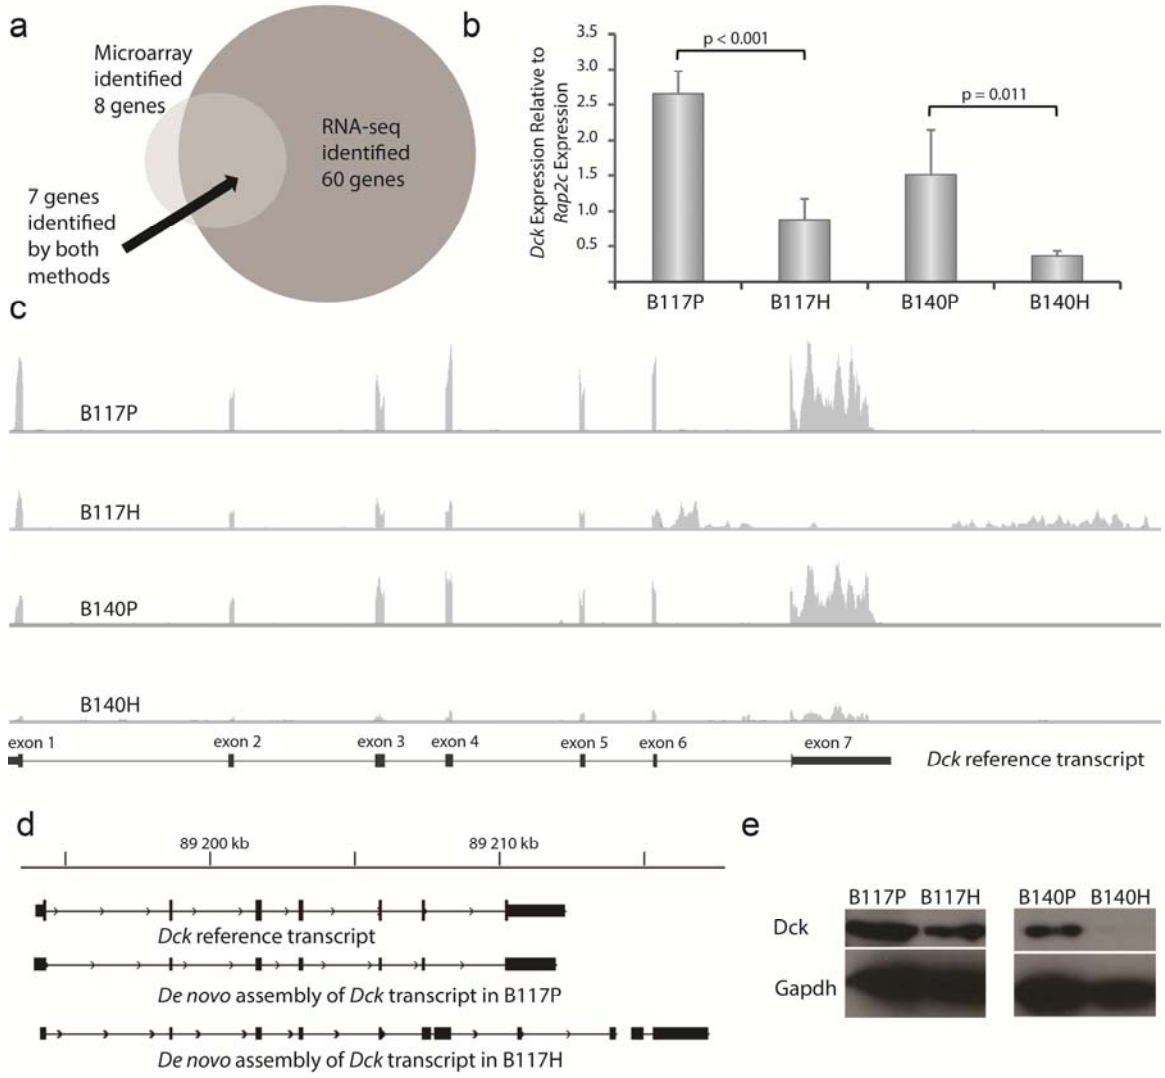 a
Microarray
identified
8 genes
RNA-seq
identified
60 genes
7 genes
identified
by both
methods
b
Dck Expression Relative to
Rap2c Expression
3.5
3.0
2.5
2.0
1.5
1.0
0.5
p < 0.001
p = 0.011
B117P
B117H
B140P
B140H
c
B117P
B117H
B140P
B140H
exon 1
exon 2
exon 3
exon 4
exon 5
exon 6
exon 7
Dck reference transcript
d
89 200 kb
89 210 kb
Dck reference transcript
De novo assembly of Dck transcript in B117P
De novo assembly of Dck transcript in B117H
e
B117P B117H
B140P B140H
Dck
Gapdh